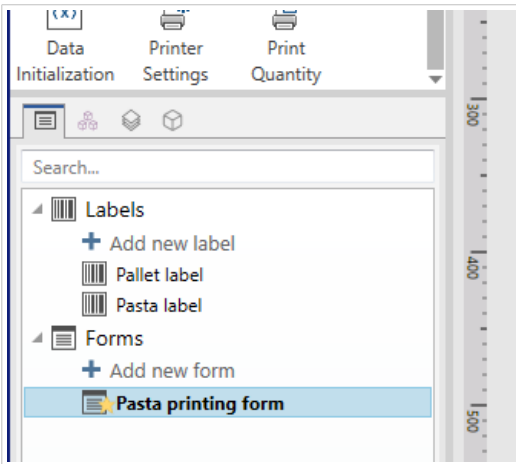 (x)
Data Printer Print
Initialization Settings Quantity
Search...
Labels
Add new label
Pallet label
Pasta label
Forms
Add new form
Pasta printing form
300
400
500